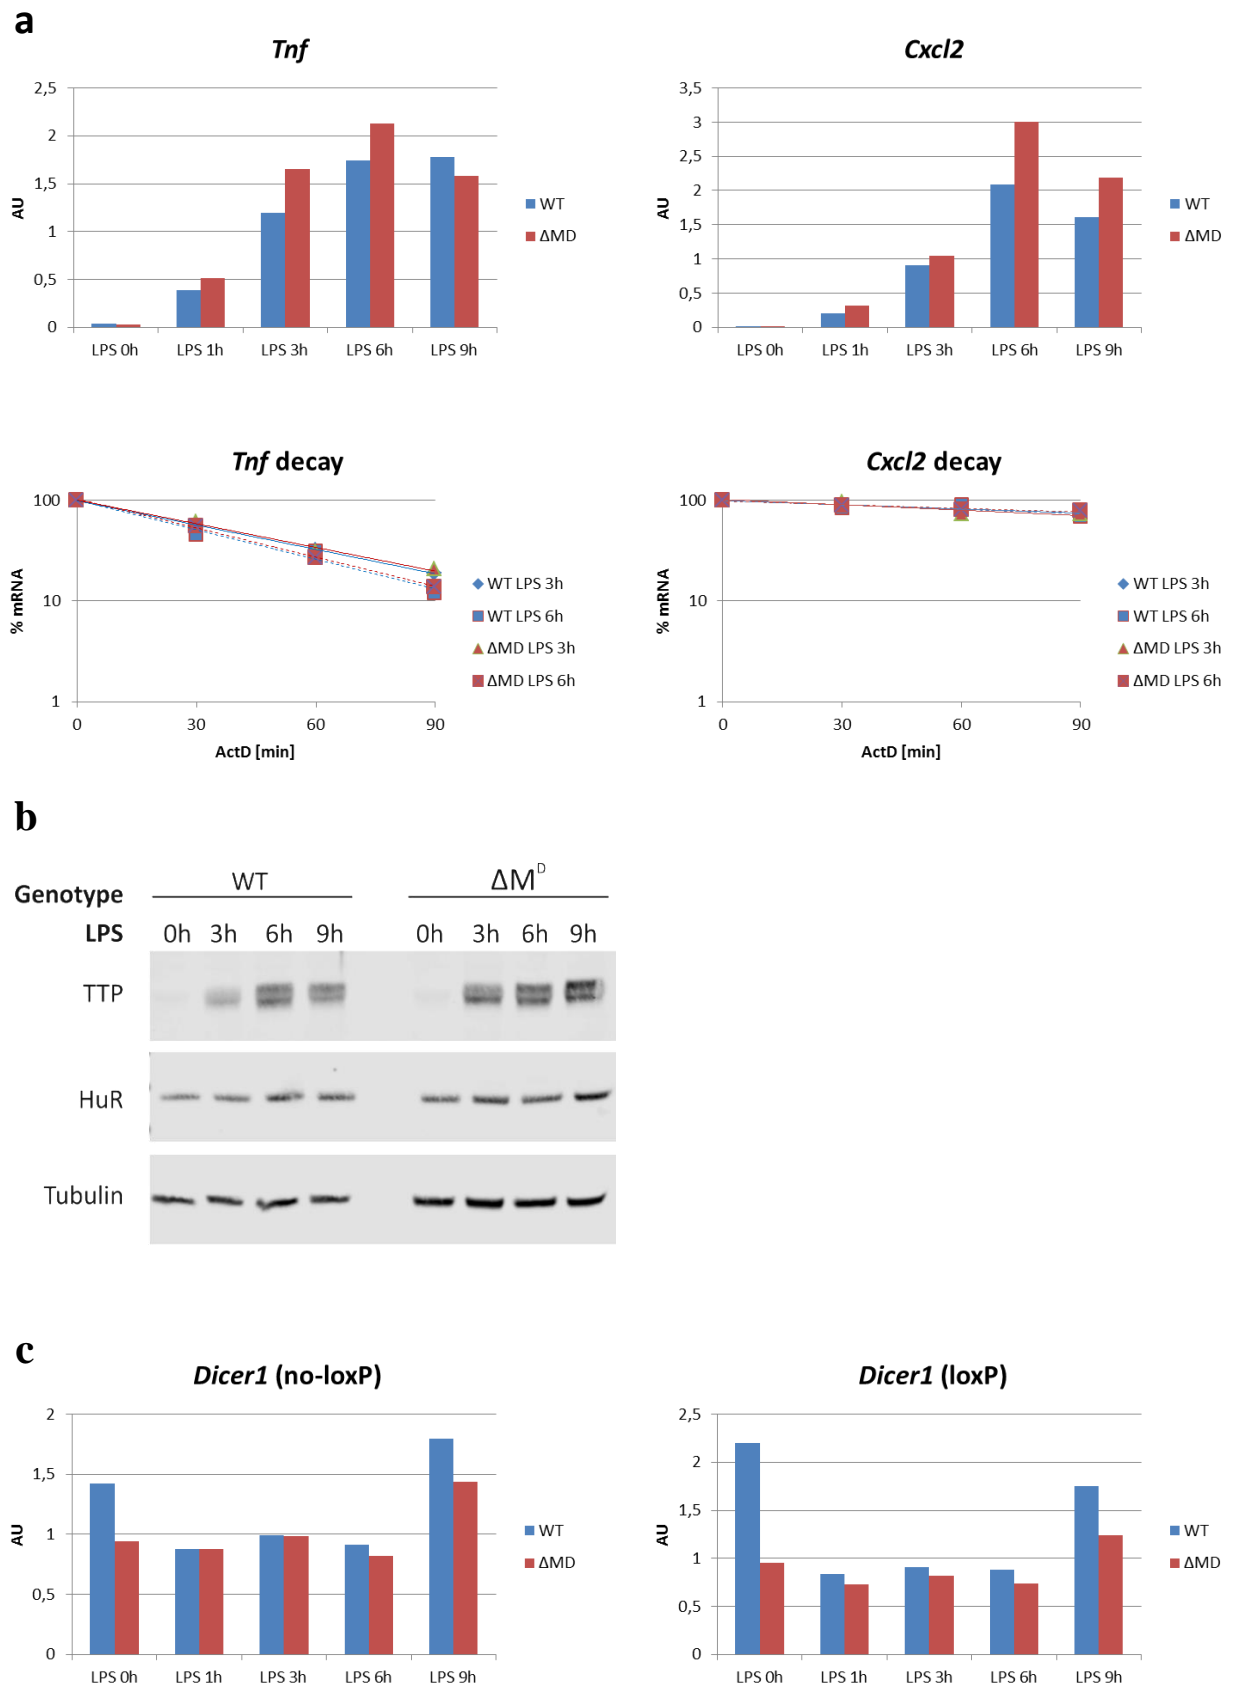 a
Tnf
2,5
2
1,5
1
0,5
0
AU
LPS 0h LPS 1h LPS 3h LPS 6h LPS 9h
WT
ΔMD
Cxcl2
3,5
3
2,5
2
1,5
1
0,5
0
AU
LPS 0h LPS 1h LPS 3h LPS 6h LPS 9h
WT
ΔMD
Tnf decay
100
10
1
% mRNA
0 30 60 90
ActD [min]
WT LPS 3h
WT LPS 6h
ΔMD LPS 3h
ΔMD LPS 6h
Cxcl2 decay
100
10
1
% mRNA
0 30 60 90
ActD [min]
WT LPS 3h
WT LPS 6h
ΔMD LPS 3h
ΔMD LPS 6h
b
Genotype WT ΔM^D
LPS 0h 3h 6h 9h 0h 3h 6h 9h
TTP
HuR
Tubulin
c
Dicer1 (no-loxP)
2
1,5
1
0,5
0
AU
LPS 0h LPS 1h LPS 3h LPS 6h LPS 9h
WT
ΔMD
Dicer1 (loxP)
2,5
2
1,5
1
0,5
0
AU
LPS 0h LPS 1h LPS 3h LPS 6h LPS 9h
WT
ΔMD